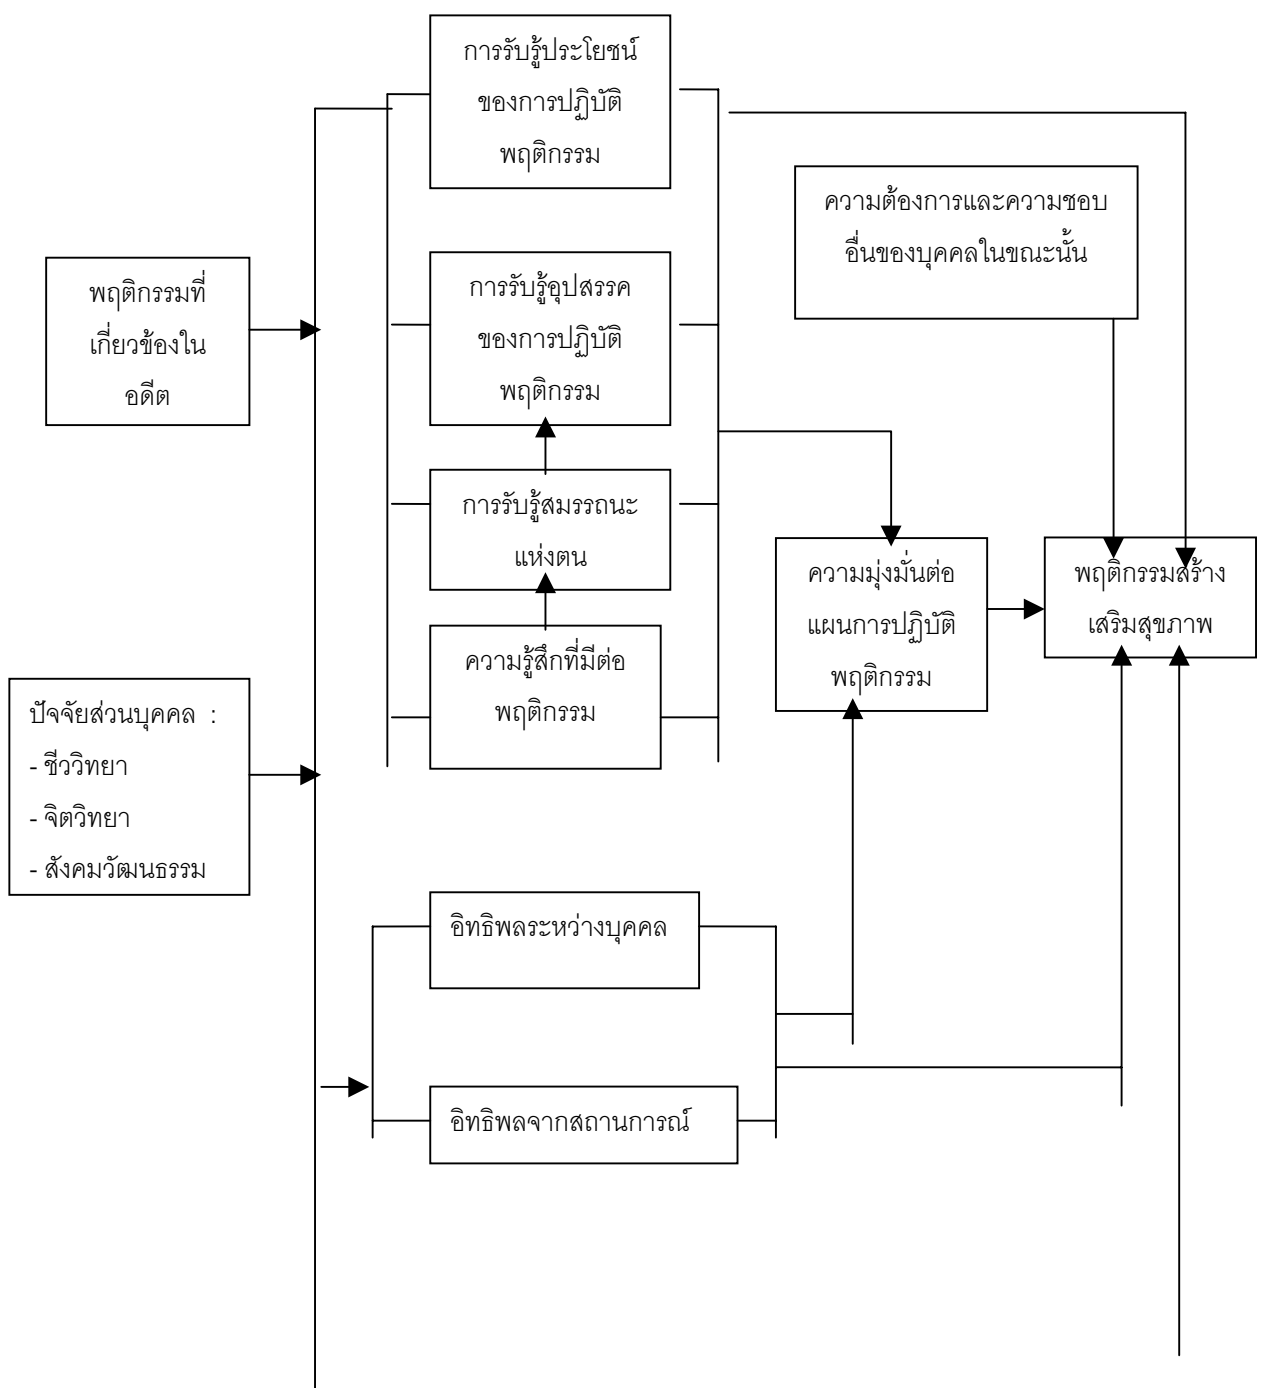 การรับรู้ประโยชน์
ของการปฏิบัติ
พฤติกรรม
ความต้องการและความชอบ
อื่นของบุคคลในขณะนั้น
พฤติกรรมที่
เกี่ยวข้องใน
อดีต
การรับรู้อุปสรรค
ของการปฏิบัติ
พฤติกรรม
การรับรู้สมรรถนะ
แห่งตน
ความมุ่งมั่นต่อ
แผนการปฏิบัติ
พฤติกรรม
พฤติกรรมสร้าง
เสริมสุขภาพ
ความรู้สึกที่มีต่อ
พฤติกรรม
ปัจจัยส่วนบุคคล :
- ชีววิทยา
- จิตวิทยา
- สังคมวัฒนธรรม
อิทธิพลระหว่างบุคคล
อิทธิพลจากสถานการณ์